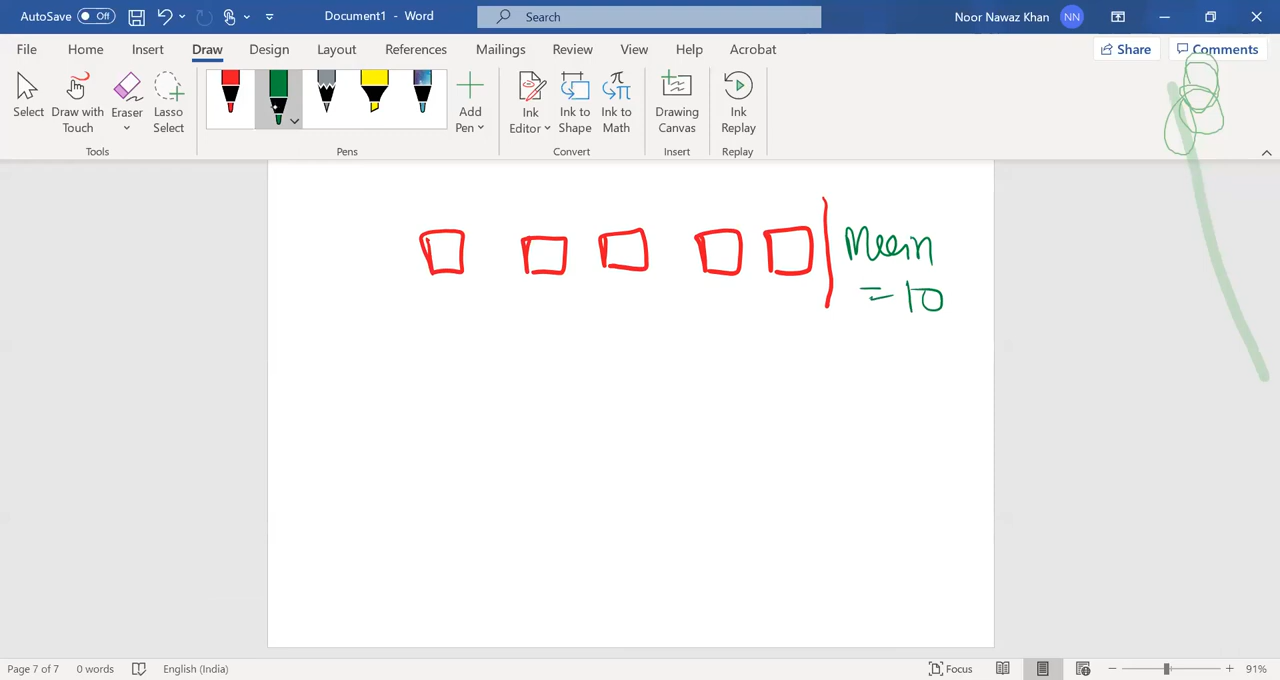 AutoSave Off Document1 - Word Search Noor Nawaz Khan NN
File Home Insert Draw Design Layout References Mailings Review View Help Acrobat Share Comments
Select Draw with Touch Eraser Lasso Select Add Pen Ink Editor Ink to Shape Ink to Math Drawing Canvas Ink Replay
Tools Pens Convert Insert Replay
Mean
= 10
Page 7 of 7 0 words English (India) Focus 91%